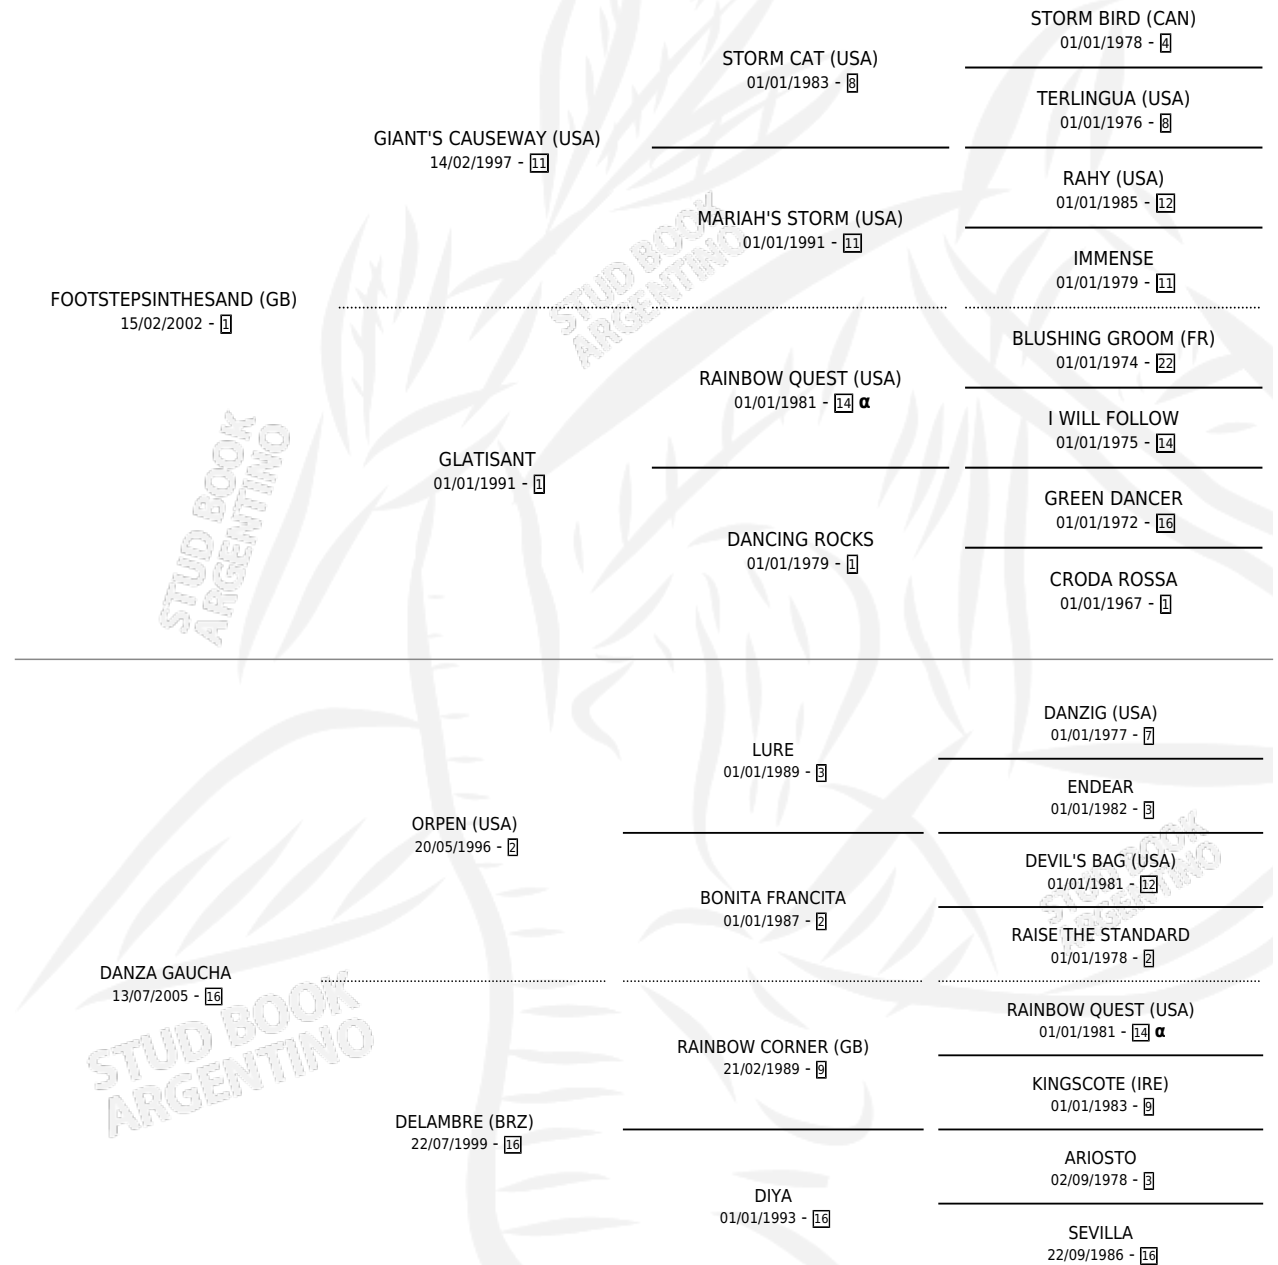 STORM BIRD (CAN)
01/01/1978 - 4
STORM CAT (USA)
01/01/1983 - 8
TERLINGUA (USA)
01/01/1976 - 8
GIANT'S CAUSEWAY (USA)
14/02/1997 - 11
RAHY (USA)
01/01/1985 - 12
MARIAH'S STORM (USA)
01/01/1991 - 11
IMMENSE
01/01/1979 - 11
FOOTSTEPSINTHESAND (GB)
15/02/2002 - 1
BLUSHING GROOM (FR)
01/01/1974 - 22
RAINBOW QUEST (USA)
01/01/1981 - 14 α
I WILL FOLLOW
01/01/1975 - 14
GLATISANT
01/01/1991 - 1
GREEN DANCER
01/01/1972 - 16
DANCING ROCKS
01/01/1979 - 1
CRODA ROSSA
01/01/1967 - 1
DANZIG (USA)
01/01/1977 - 7
LURE
01/01/1989 - 3
ENDEAR
01/01/1982 - 3
ORPEN (USA)
20/05/1996 - 2
DEVIL'S BAG (USA)
01/01/1981 - 12
BONITA FRANCITA
01/01/1987 - 2
RAISE THE STANDARD
01/01/1978 - 2
DANZA GAUCHA
13/07/2005 - 16
RAINBOW QUEST (USA)
01/01/1981 - 14 α
RAINBOW CORNER (GB)
21/02/1989 - 9
KINGSCOTE (IRE)
01/01/1983 - 9
DELAMBRE (BRZ)
22/07/1999 - 16
ARIOSTO
02/09/1978 - 3
DIYA
01/01/1993 - 16
SEVILLA
22/09/1986 - 16
STUD BOOK
ARGENTINO
STUD BOOK
ARGENTINO
STUD BOOK
ARGENTINO
STUD BOOK
ARGENTINO